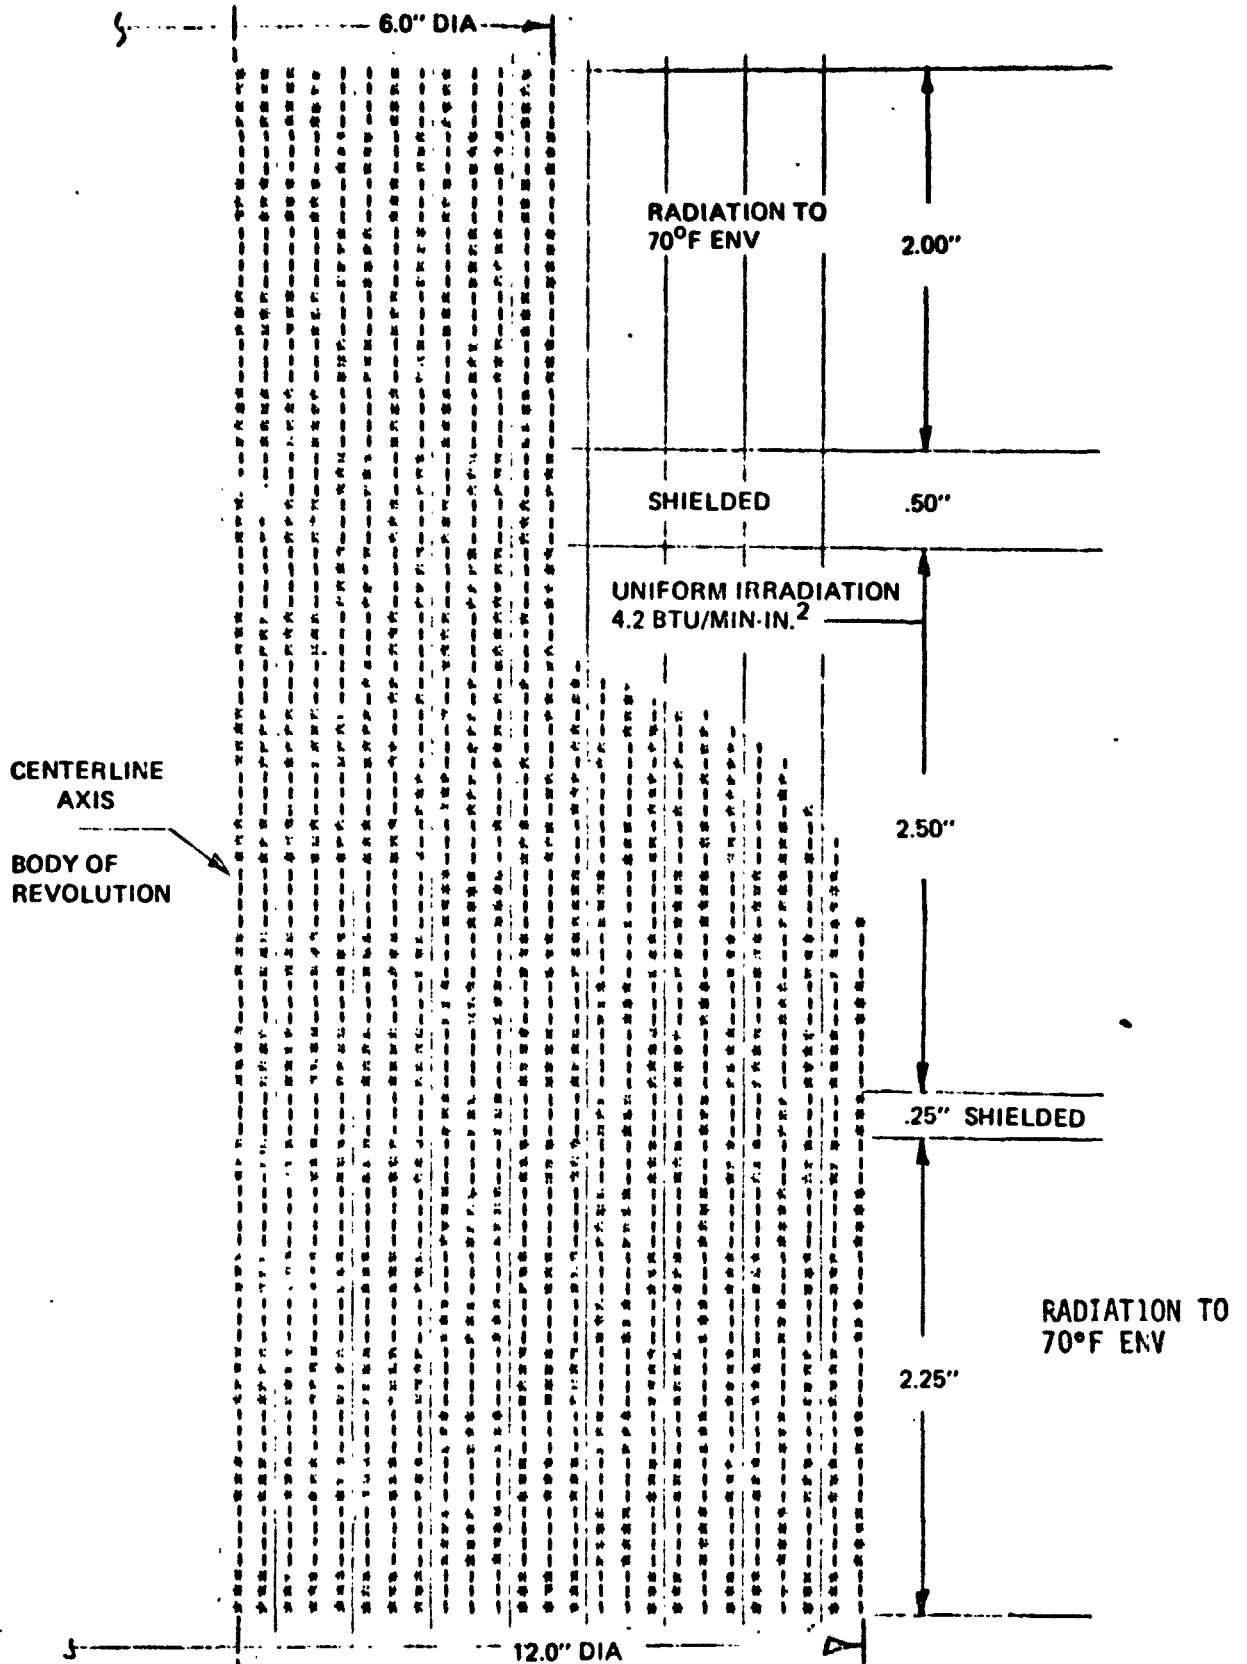 6.0" DIA
RADIATION TO
70°F ENV
2.00"
SHIELDED
.50"
UNIFORM IRRADIATION
4.2 BTU/MIN-IN.²
CENTERLINE
AXIS
BODY OF
REVOLUTION
2.50"
.25" SHIELDED
RADIATION TO
70°F ENV
2.25"
12.0" DIA